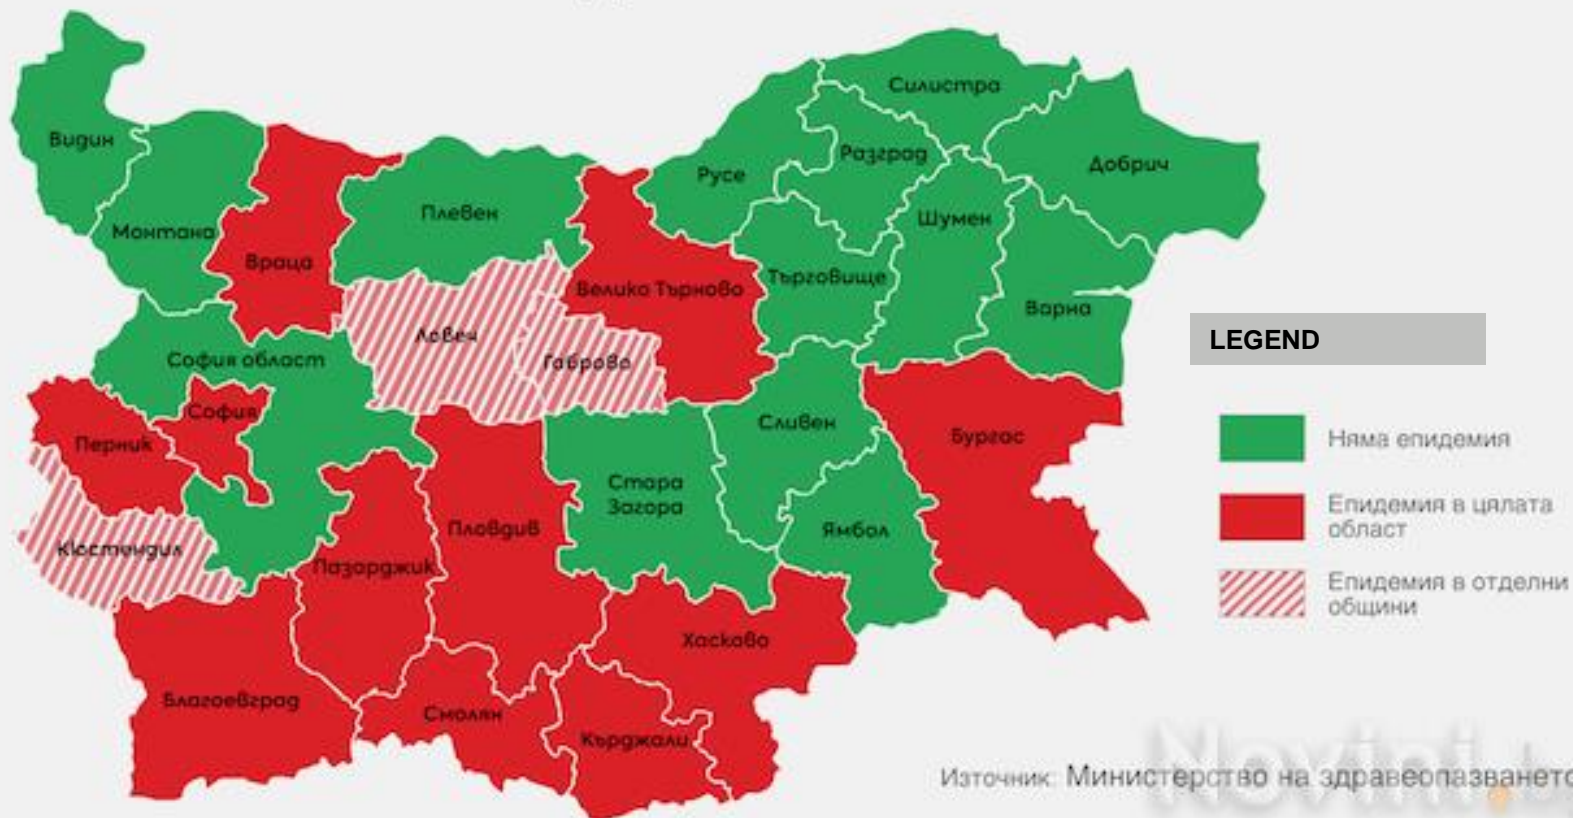 Силистра
Видин
Разград
Добрич
Русе
Плевен
Шумен
Монтана
Враца
Търговище
Велико Търново
Варна
Ловеч
LEGEND
София област
Габрово
София
Сливен
Бургас
Няма епидемия
Перник
Стара
Загора
Епидемия в цялата
област
Пловдив
Ямбол
Кюстендил
Пазарджик
Епидемия в отделни
общини
Хасково
Благоевград
Смолян
Кърджали
Източник: Министерство на здравеопазването
Novini